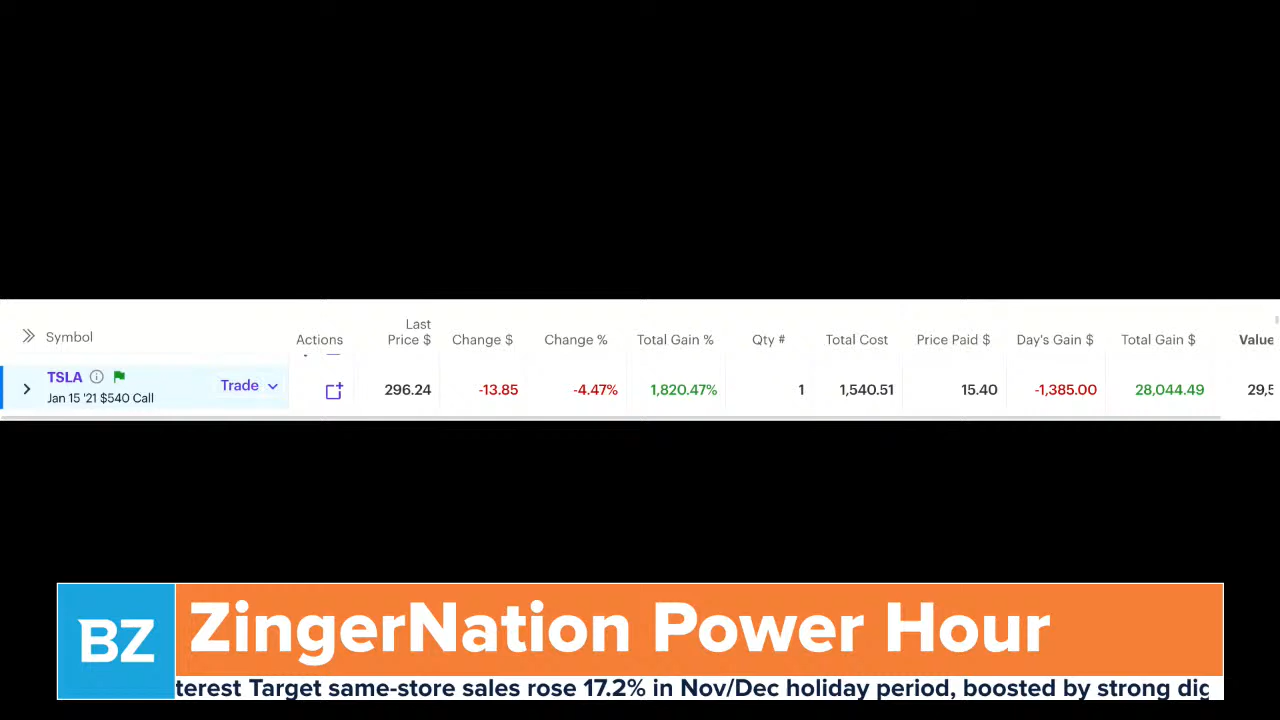 Symbol
Actions
Last
Price $
Change $
Change %
Total Gain %
Qty #
Total Cost
Price Paid $
Day's Gain $
Total Gain $
Value
TSLA
Jan 15 '21 $540 Call
Trade
296.24
-13.85
-4.47%
1,820.47%
1
1,540.51
15.40
-1,385.00
28,044.49
29,5
BZ
ZingerNation Power Hour
terest Target same-store sales rose 17.2% in Nov/Dec holiday period, boosted by strong dig